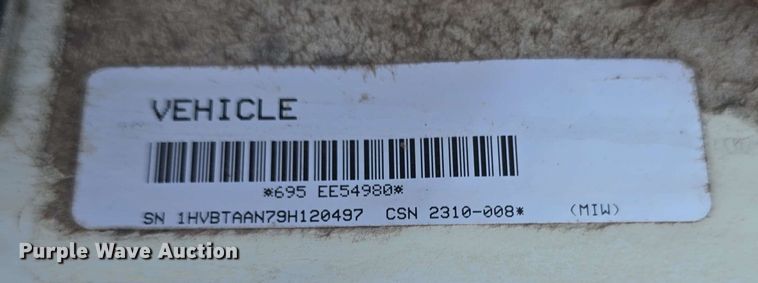 VEHICLE
*695 EE54980*
SN 1HVBTAAN79H120497 CSN 2310-008* (MIW)
Purple Wave Auction